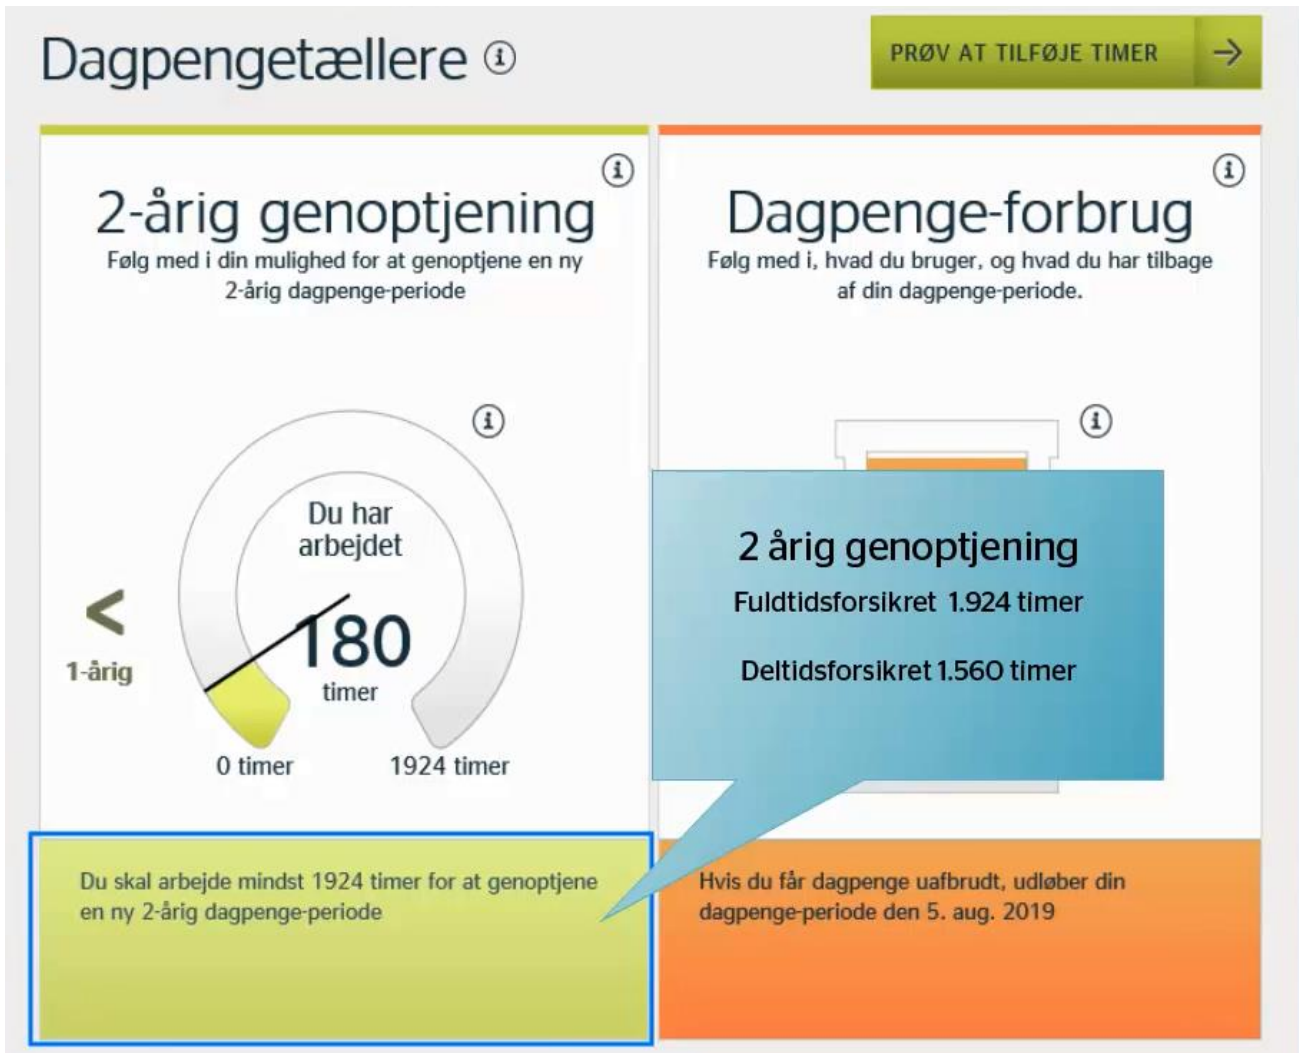 Dagpengetællere
PRØV AT TILFØJE TIMER
2-årig genoptjening
Følg med i din mulighed for at genoptjene en ny
2-årig dagpenge-periode
Du har
arbejdet
180
timer
<
1-årig
0 timer
1924 timer
Du skal arbejde mindst 1924 timer for at genoptjene
en ny 2-årig dagpenge-periode
Dagpenge-forbrug
Følg med i, hvad du bruger, og hvad du har tilbage
af din dagpenge-periode.
2 årig genoptjening
Fuldtidsforsikret 1.924 timer
Deltidsforsikret 1.560 timer
Hvis du får dagpenge uafbrudt, udløber din
dagpenge-periode den 5. aug. 2019